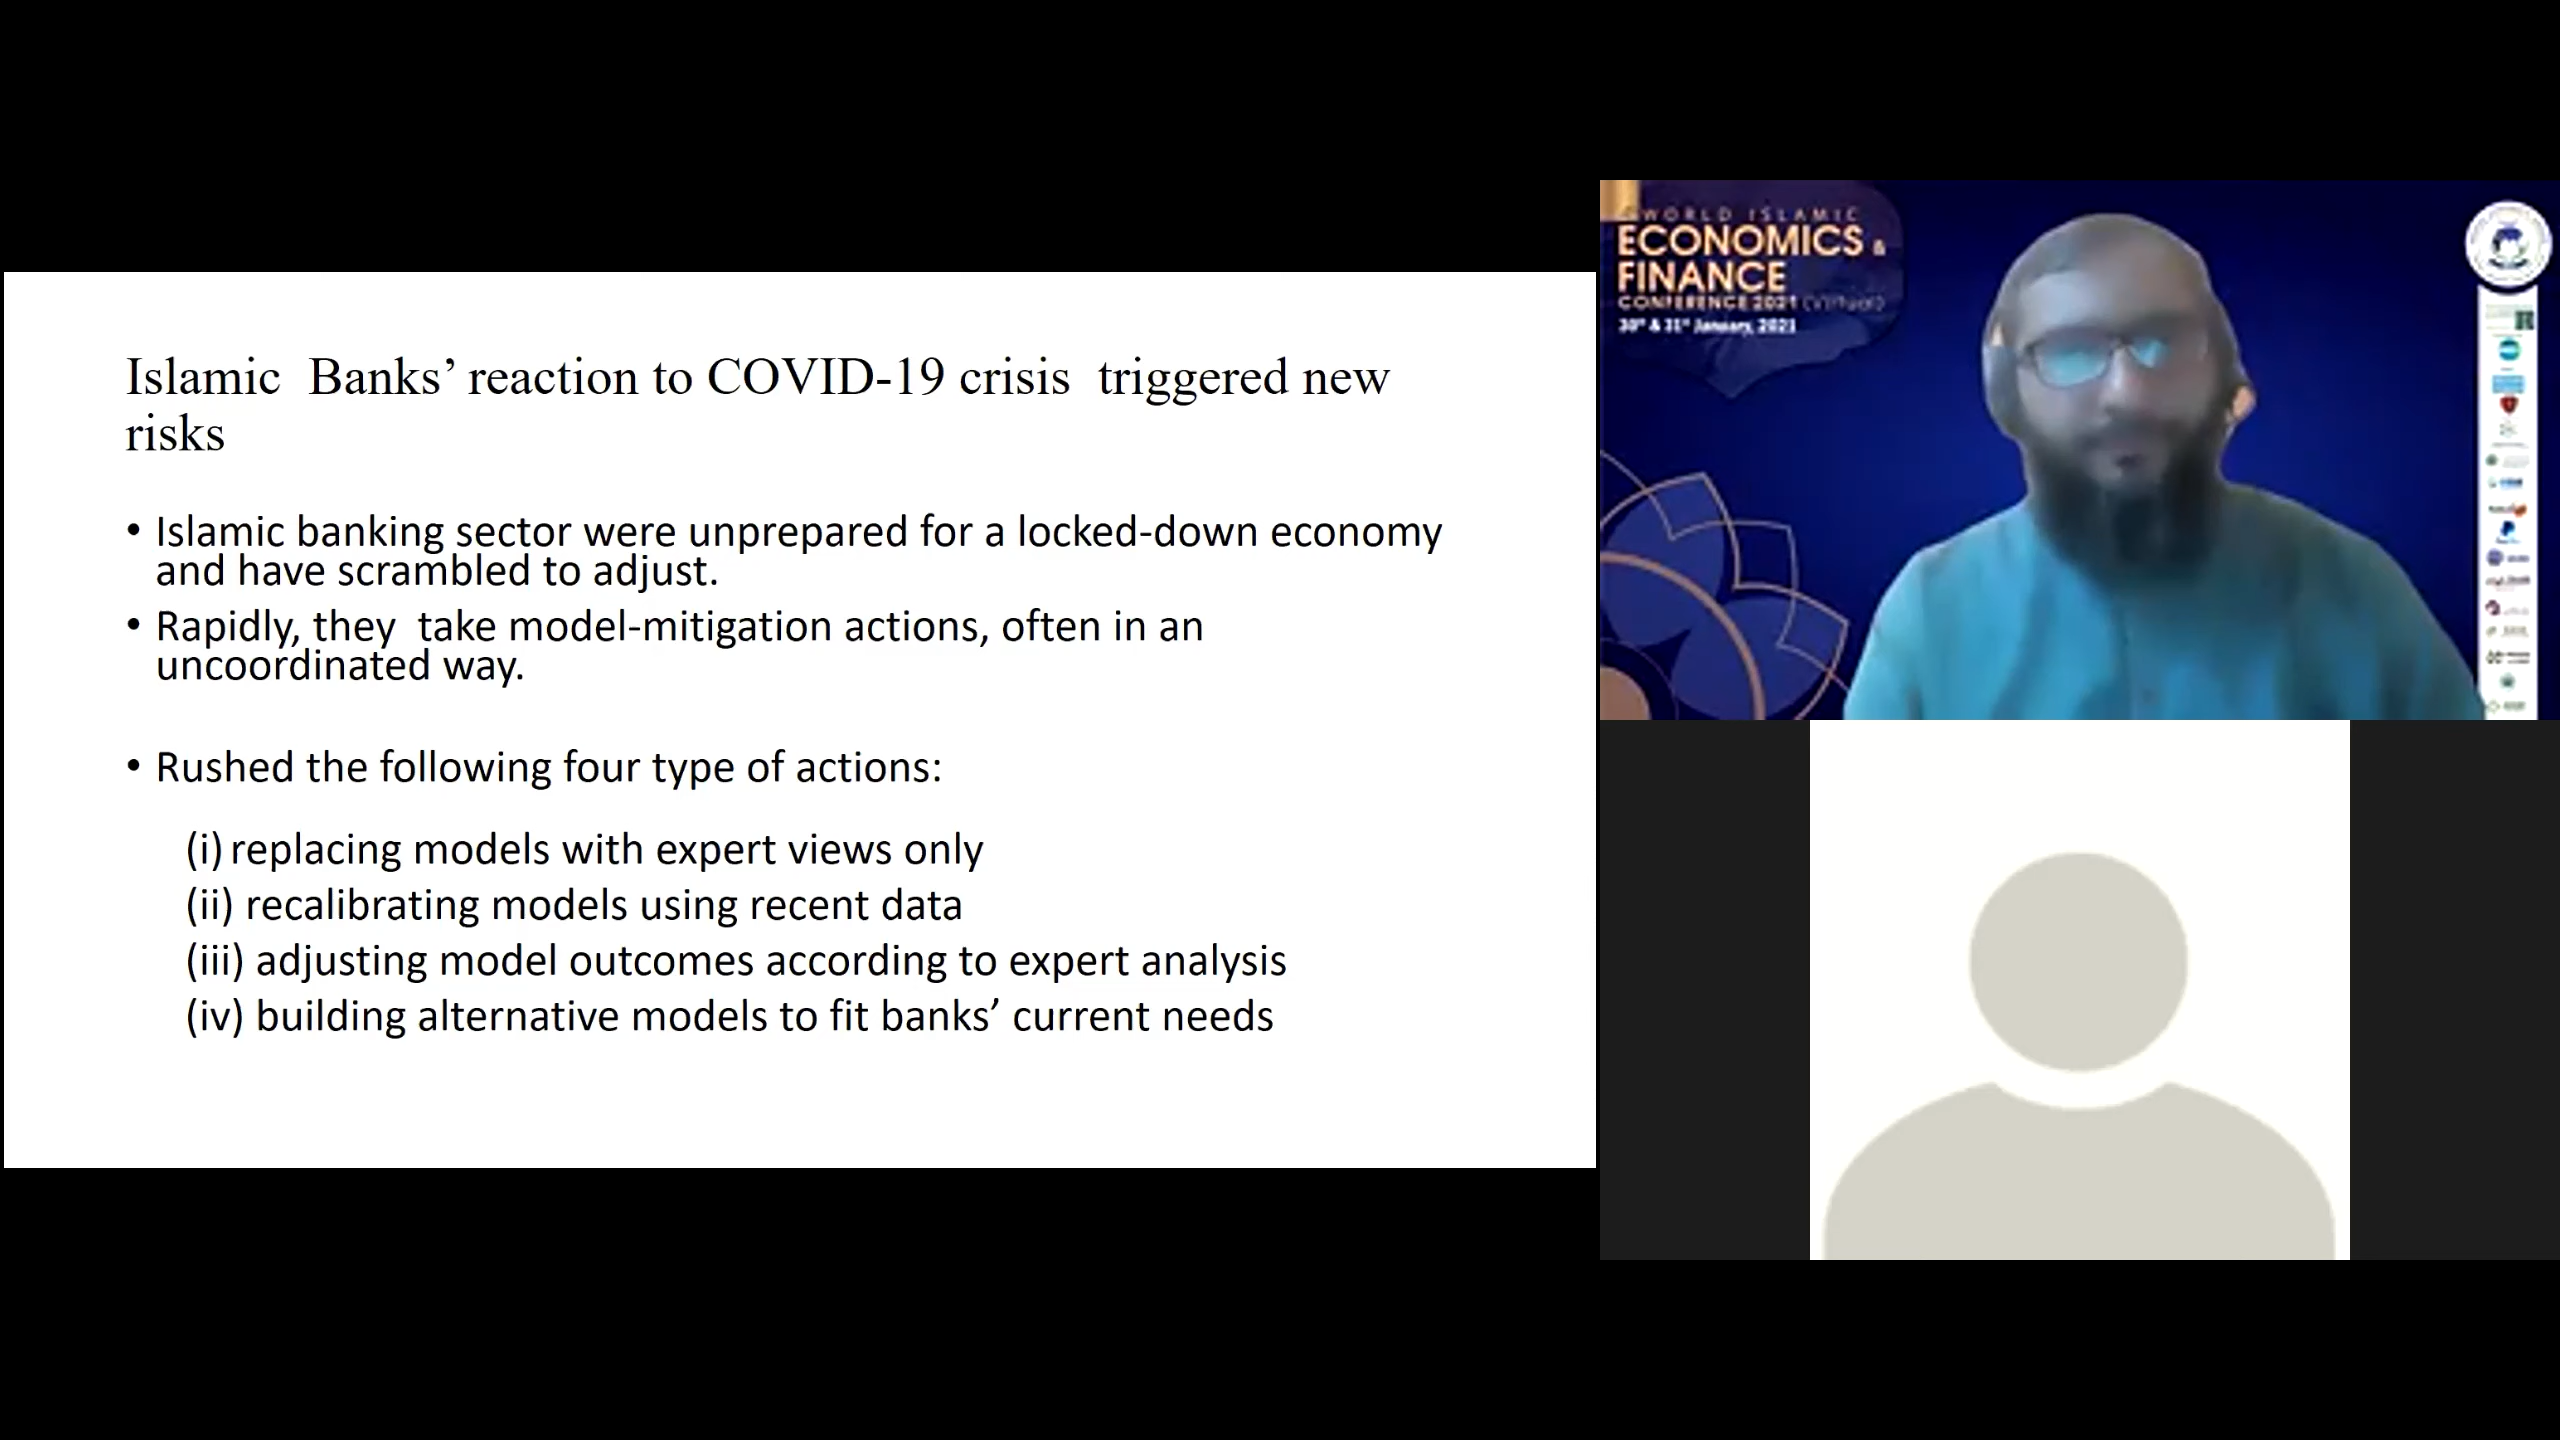 Islamic  Banks’ reaction to COVID-19 crisis  triggered new
risks
• Islamic banking sector were unprepared for a locked-down economy
and have scrambled to adjust.
• Rapidly, they  take model-mitigation actions, often in an
uncoordinated way.
• Rushed the following four type of actions:
(i) replacing models with expert views only
(ii) recalibrating models using recent data
(iii) adjusting model outcomes according to expert analysis
(iv) building alternative models to fit banks’ current needs
WORLD ISLAMIC
ECONOMICS &
FINANCE
CONFERENCE 2021 (Virtual)
30th & 31st January, 2021